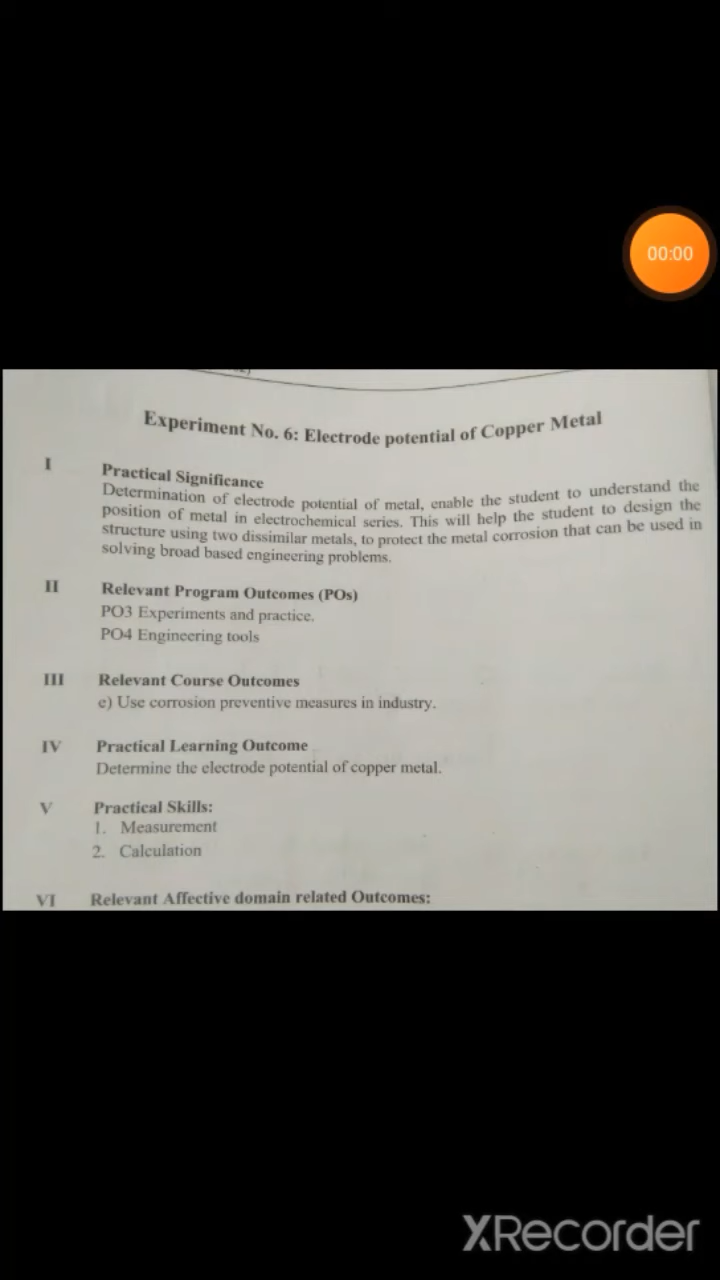 00:00
Experiment No. 6: Electrode potential of Copper Metal
I Practical Significance
Determination of electrode potential of metal, enable the student to understand the
position of metal in electrochemical series. This will help the student to design the
structure using two dissimilar metals, to protect the metal corrosion that can be used in
solving broad based engineering problems.
II Relevant Program Outcomes (POs)
PO3 Experiments and practice.
PO4 Engineering tools
III Relevant Course Outcomes
e) Use corrosion preventive measures in industry.
IV Practical Learning Outcome
Determine the electrode potential of copper metal.
V Practical Skills:
1. Measurement
2. Calculation
VI Relevant Affective domain related Outcomes:
XRecorder